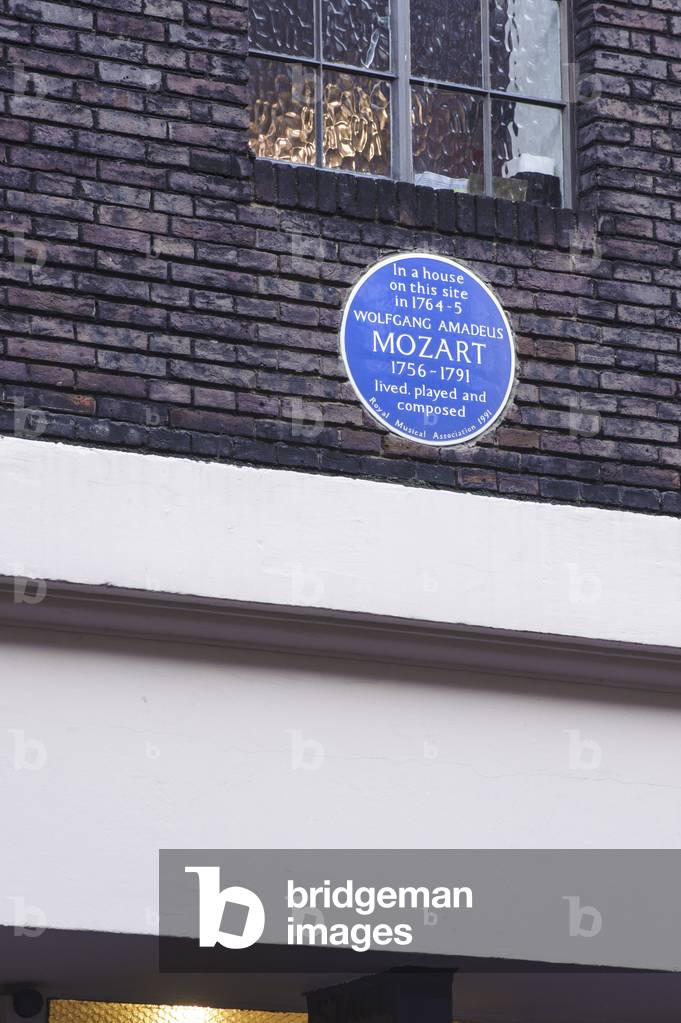 In a house
on this site
in 1764-5
WOLFGANG AMADEUS
MOZART
1756-1791
lived, played and
composed
Royal Musical Association 1991
b bridgeman
images